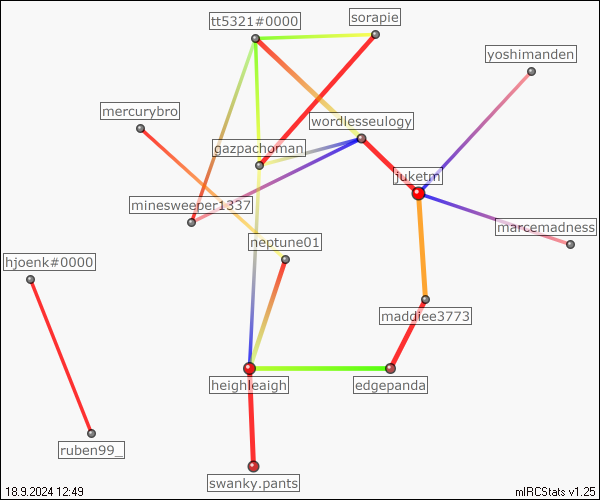 sorapie
tt5321#0000
yoshimanden
mercurybro
wordlesseulogy
gazpachoman
juketm
minesweeper1337
marcemadness
neptune01
hjoenk#0000
maddiee3773
heighleaigh
edgepanda
ruben99_
swanky.pants
18.9.2024 12:49
mIRCStats v1.25